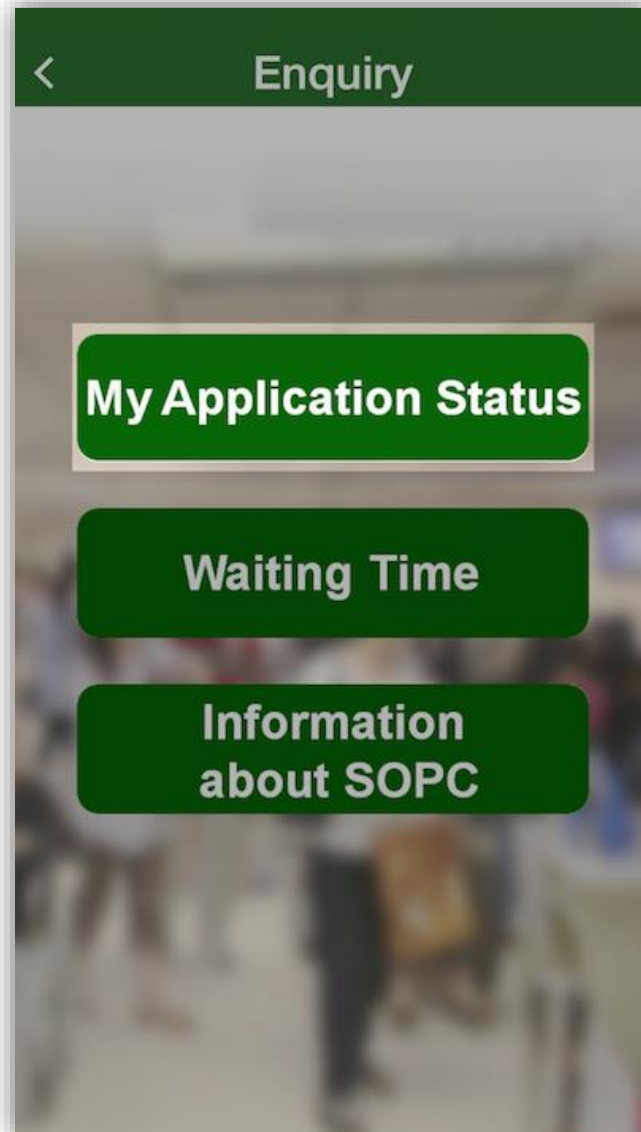 Enquiry
My Application Status
Waiting Time
Information
about SOPC